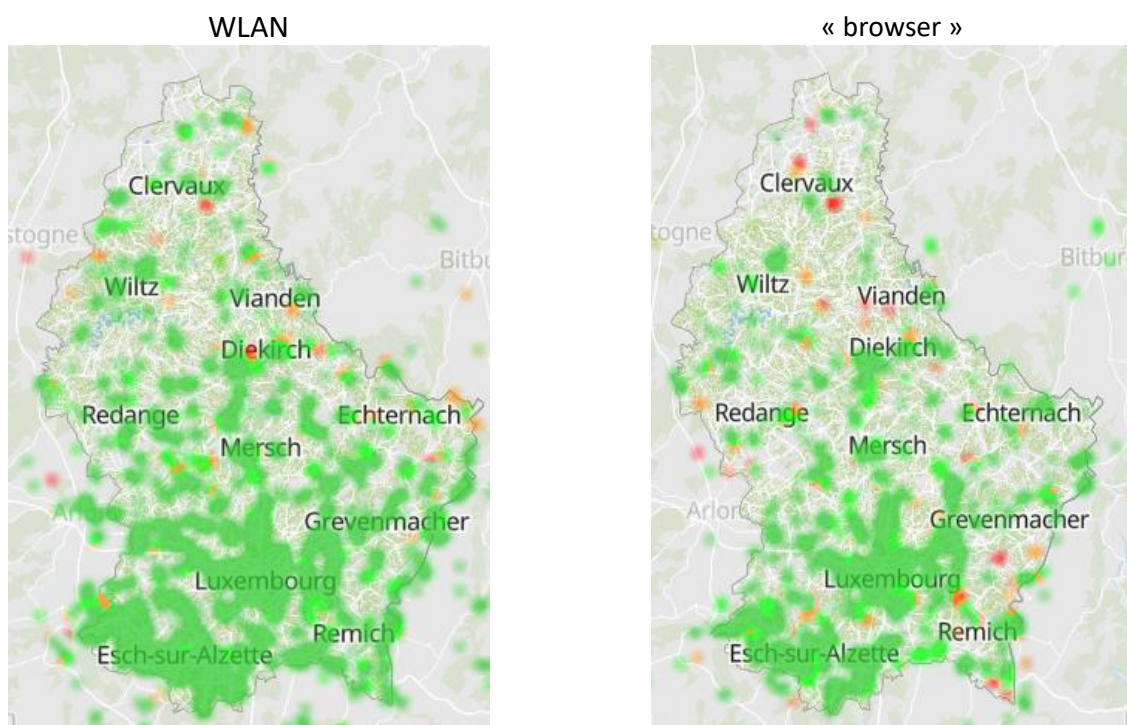 WLAN
« browser »
Clervaux
stogne
Bitbu
Wiltz
Vianden
Diekirch
Redange
Echternach
Mersch
Arlon
Grevenmacher
Luxembourg
Remich
Esch-sur-Alzette
Clervaux
togne
Bitbur
Wiltz
Vianden
Diekirch
Redange
Echternach
Mersch
Arlon
Grevenmacher
Luxembourg
Remich
Esch-sur-Alzette